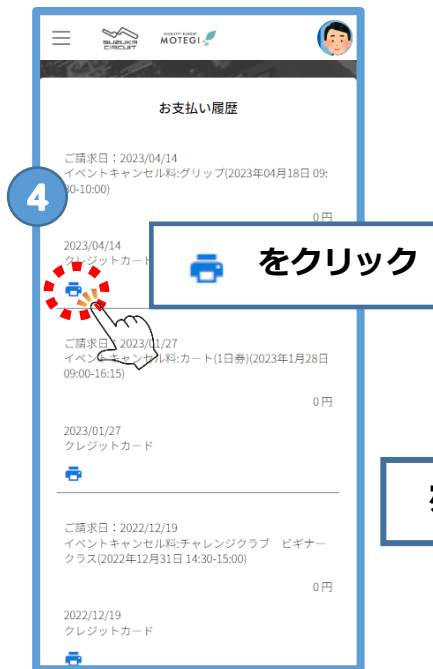 SUZUKA CIRCUIT
MOBILITY RESORT
MOTEGI
お支払い履歴
ご請求日：2023/04/14
イベントキャンセル料:グリップ(2023年04月18日 09:
30-10:00)
0 円
2023/04/14
クレジットカード
4
をクリック
ご請求日：2023/01/27
イベントキャンセル料:カート(1日券)(2023年1月28日
09:00-16:15)
0 円
2023/01/27
クレジットカード
ご請求日：2022/12/19
イベントキャンセル料:チャレンジクラブ　ビギナー
クラス(2022年12月31日 14:30-15:00)
0 円
2022/12/19
クレジットカード